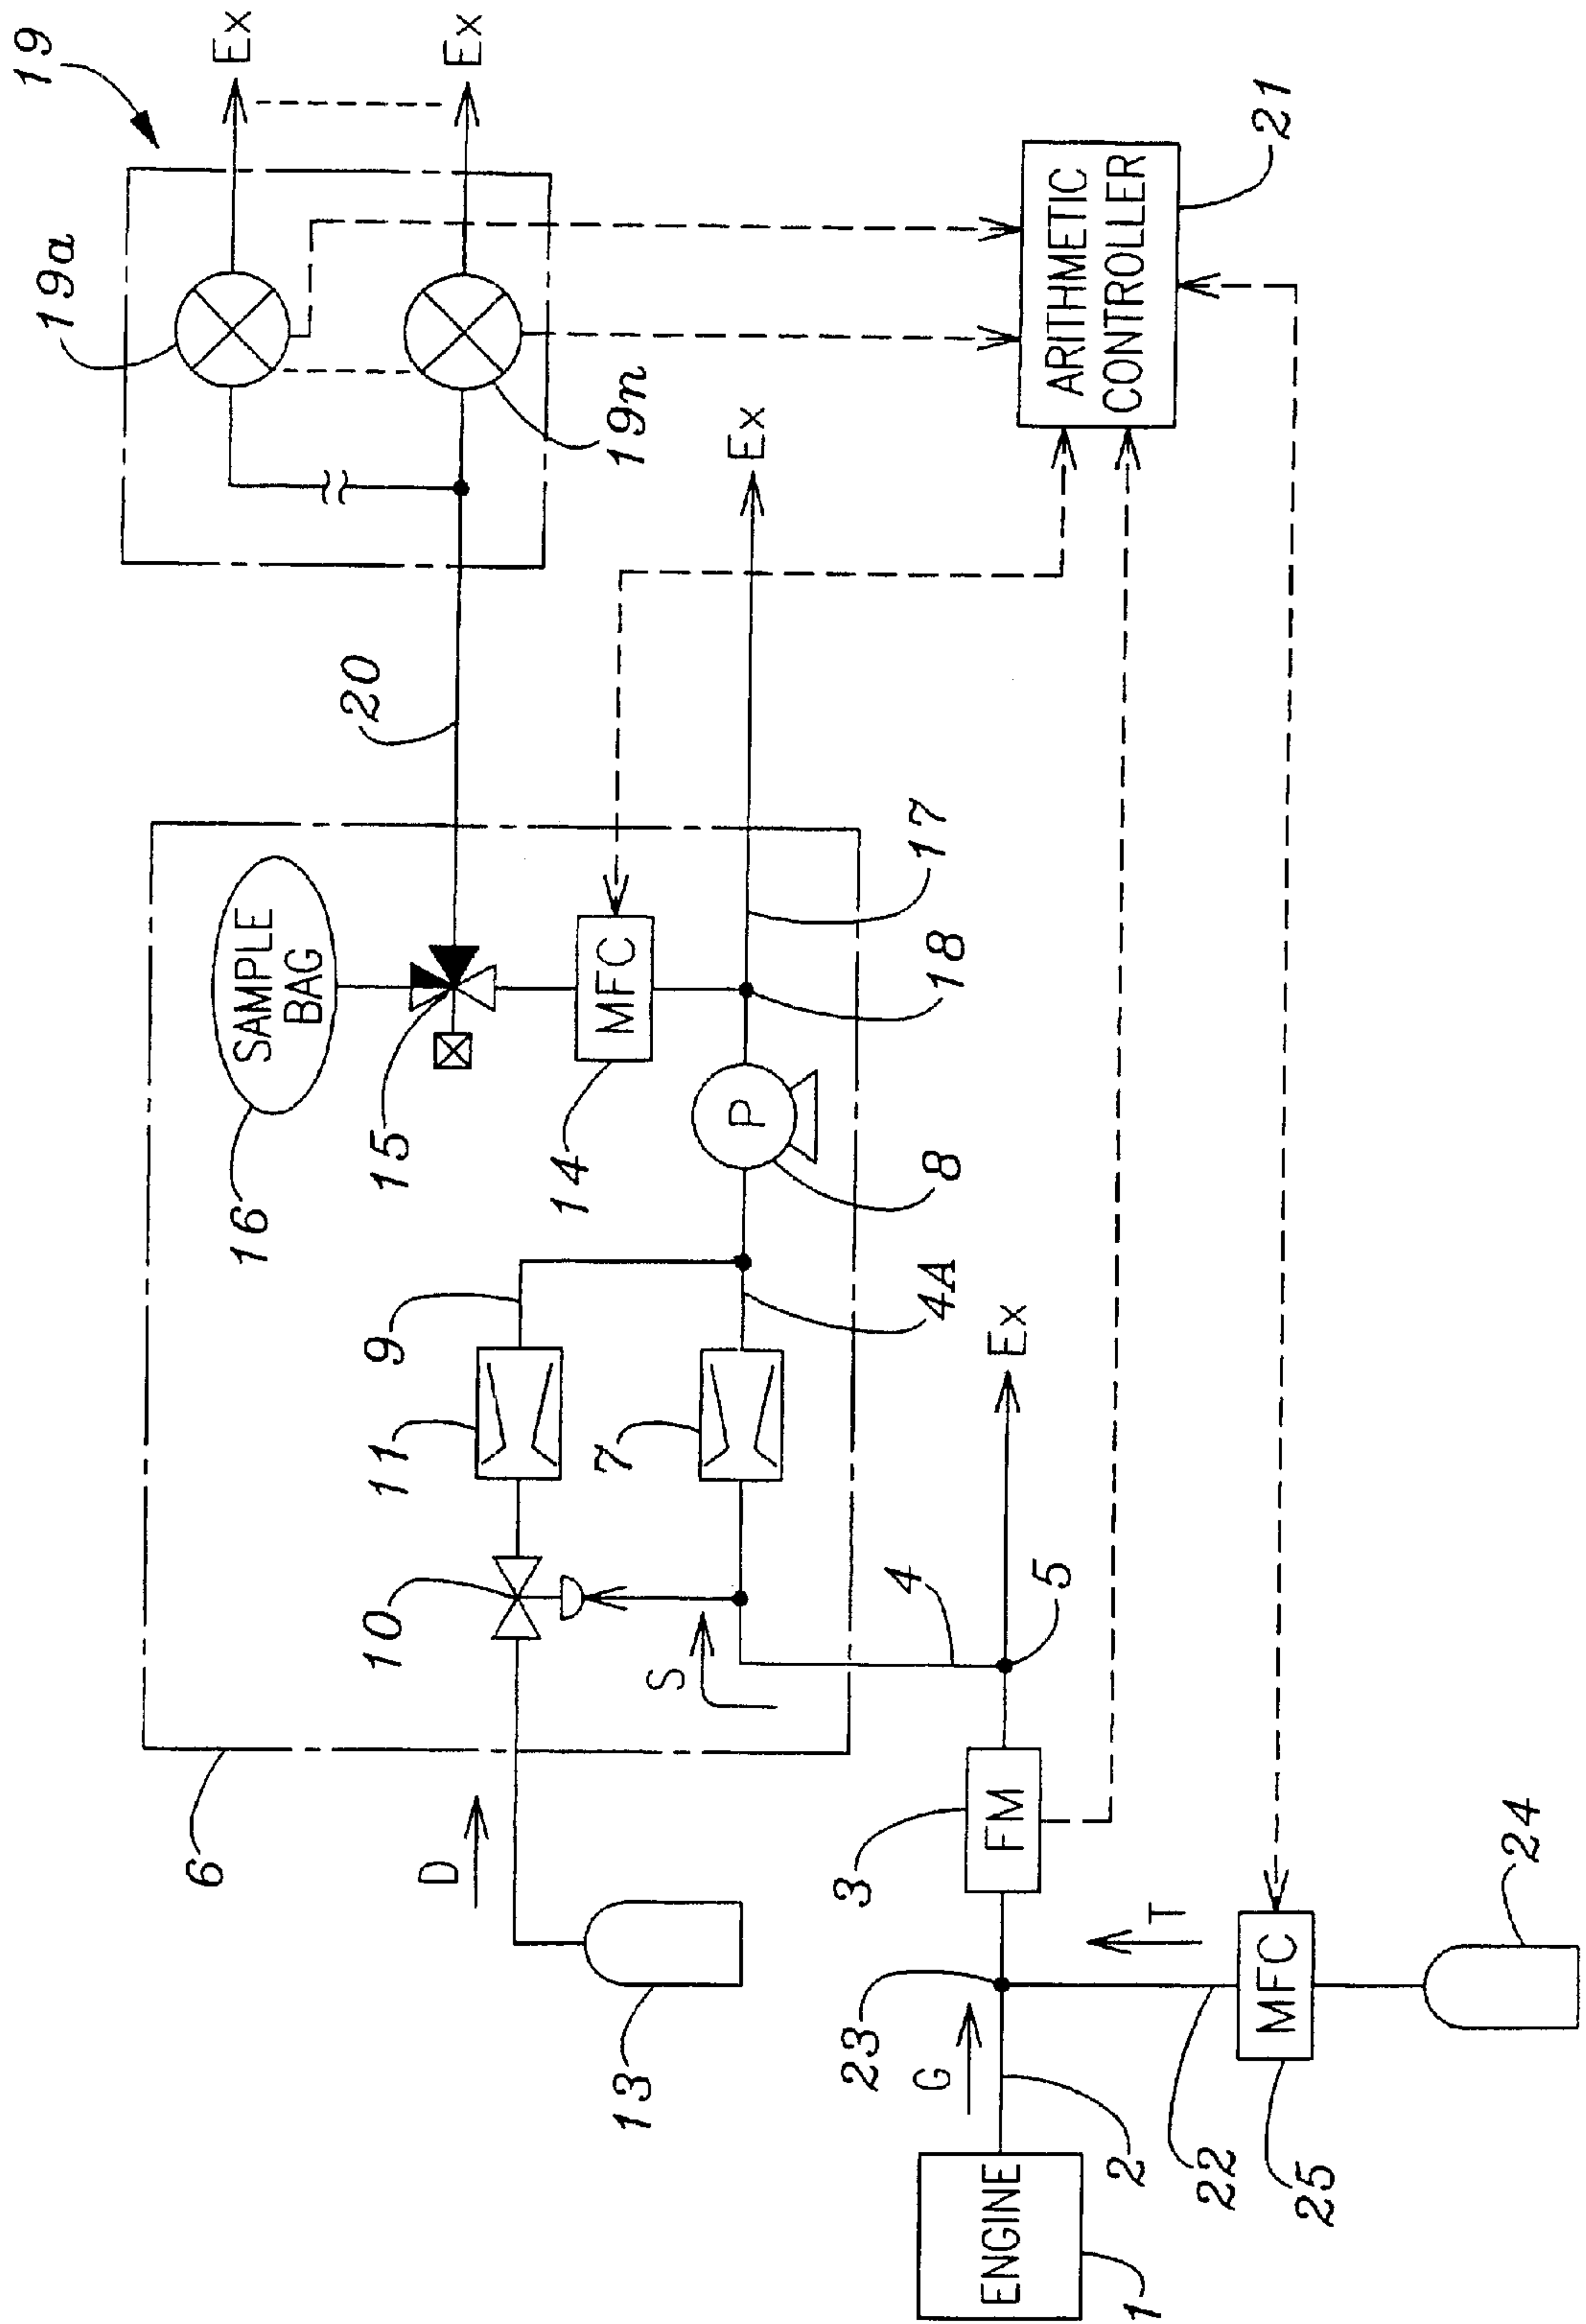 19
Ex
Ex
19a
19n
20
Ex
ARITHMETIC
CONTROLLER
21
SAMPLE
BAG
16
15
MFC
14
17
18
P
8
9
11
7
4A
10
S
6
D
13
4
5
Ex
FM
3
23
G
T
ENGINE
1
2
22
MFC
25
24